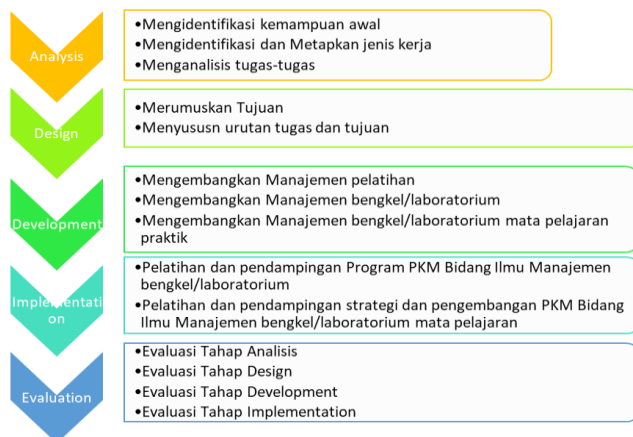 Analysis
•Mengidentifikasi kemampuan awal
•Mengidentifikasi dan Metapkan jenis kerja
•Menganalisis tugas-tugas
Design
•Merumuskan Tujuan
•Menyususn urutan tugas dan tujuan
Development
•Mengembangkan Manajemen pelatihan
•Mengembangkan Manajemen bengkel/laboratorium
•Mengembangkan Manajemen bengkel/laboratorium mata pelajaran
praktik
Implementati
on
•Pelatihan dan pendampingan Program PKM Bidang Ilmu Manajemen
bengkel/laboratorium
•Pelatihan dan pendampingan strategi dan pengembangan PKM Bidang
Ilmu Manajemen bengkel/laboratorium mata pelajaran
Evaluation
•Evaluasi Tahap Analisis
•Evaluasi Tahap Design
•Evaluasi Tahap Development
•Evaluasi Tahap Implementation